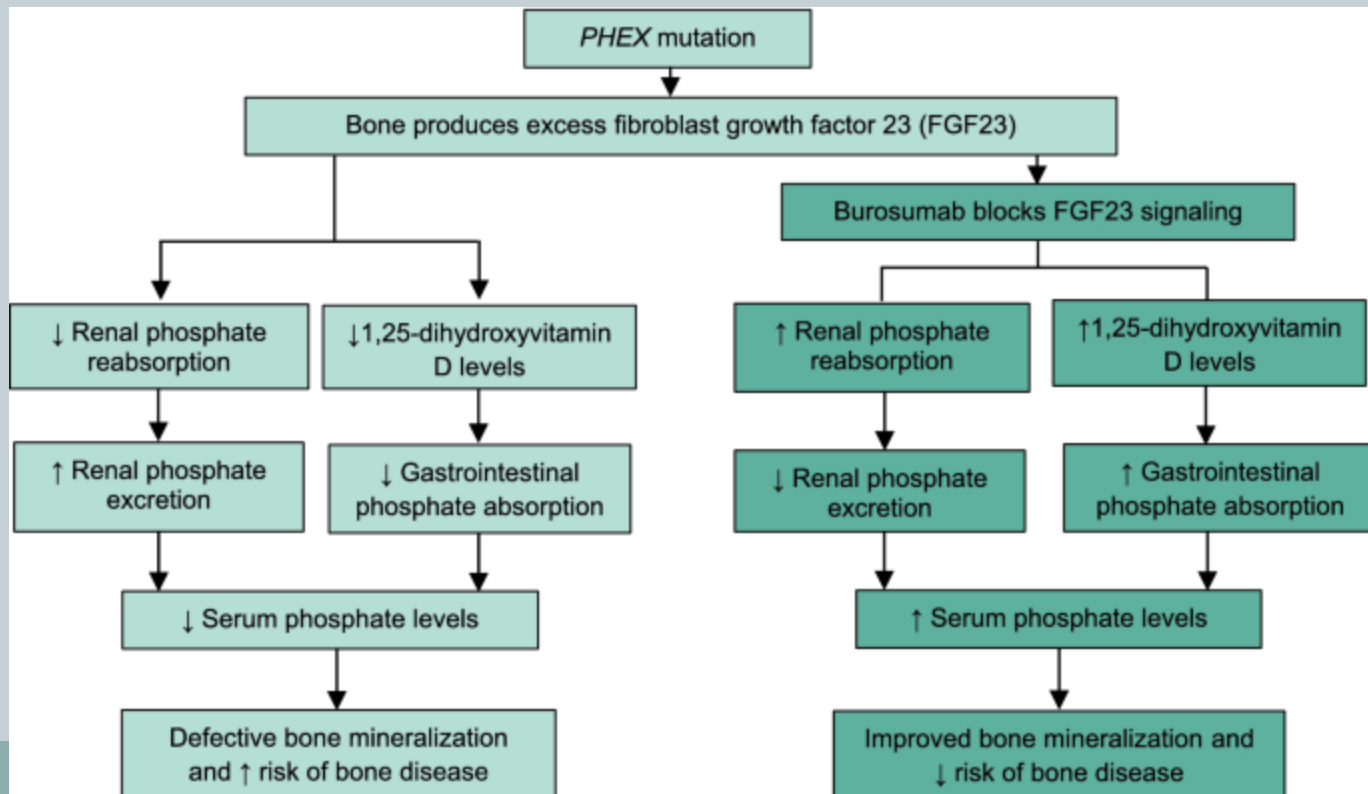 PHEX mutation
Bone produces excess fibroblast growth factor 23 (FGF23)
Burosumab blocks FGF23 signaling
↓ Renal phosphate
reabsorption
↓1,25-dihydroxyvitamin
D levels
↑ Renal phosphate
reabsorption
↑1,25-dihydroxyvitamin
D levels
↑ Renal phosphate
excretion
↓ Gastrointestinal
phosphate absorption
↓ Renal phosphate
excretion
↑ Gastrointestinal
phosphate absorption
↓ Serum phosphate levels
↑ Serum phosphate levels
Defective bone mineralization
and ↑ risk of bone disease
Improved bone mineralization and
↓ risk of bone disease